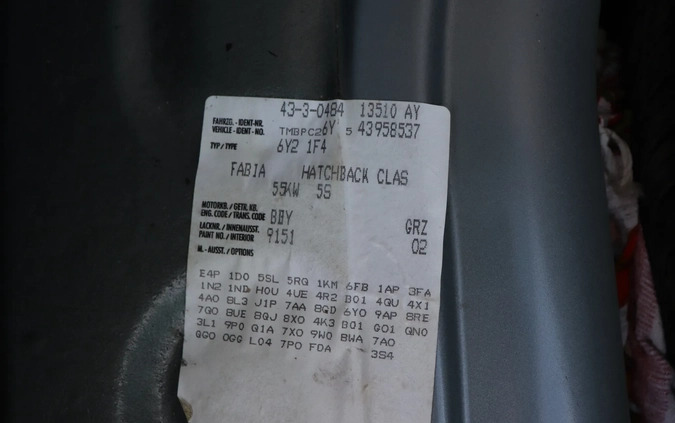 43-3-0484 13510 AY
FAHRZG.-IDENT-NR.
VEHICLE-IDENT-NO. TMBPC26Y 5 43958537
TYP/TYPE 6Y2 1F4
FABIA HATCHBACK CLAS
55KW 5S
MOTORKB./GETR.KB.
ENG.CODE/TRANS.CODE BBY GRZ
LACKNR./INNENAUSST.
PAINT NO./INTERIOR 9151 02
M.-AUSST./OPTIONS
E4P 1D0 5SL 5RG 1KM 6FB 1AP 3FA
1N2 1ND H0U 4UE 4R2 B01 4QU 4X1
4A0 8L3 J1P 7AA 8QD 6Y0 9AP 8RE
7G0 8UE 8QJ 8X0 4K3 B01 G01 QN0
3L1 9P0 Q1A 7X0 9W0 BWA 7A0
GG0 0GG L04 7P0 FDA 3S4